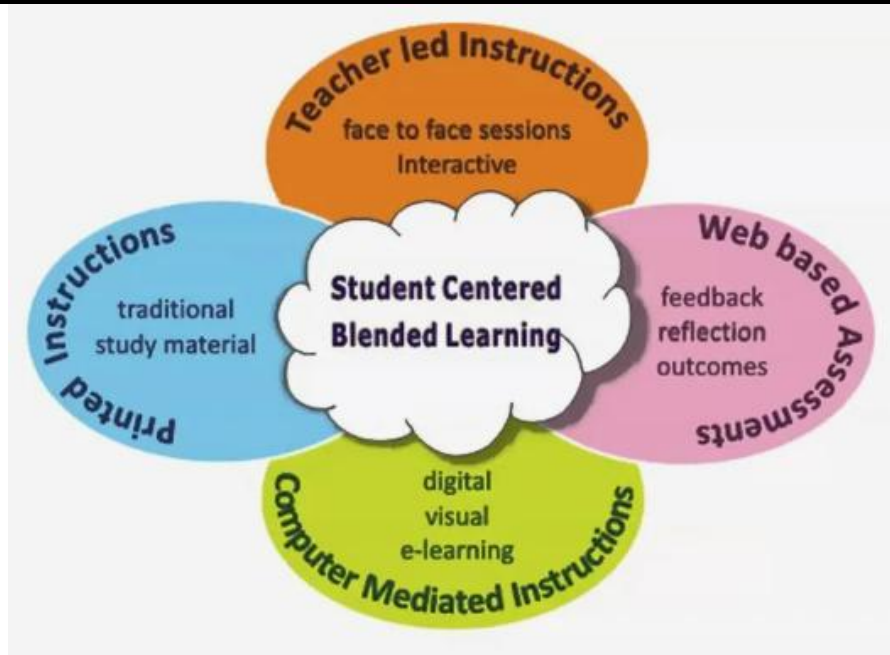 Teacher led Instructions
face to face sessions
Interactive
Printed Instructions
traditional
study material
Student Centered
Blended Learning
Web based Assessments
feedback
reflection
outcomes
digital
visual
e-learning
Computer Mediated Instructions